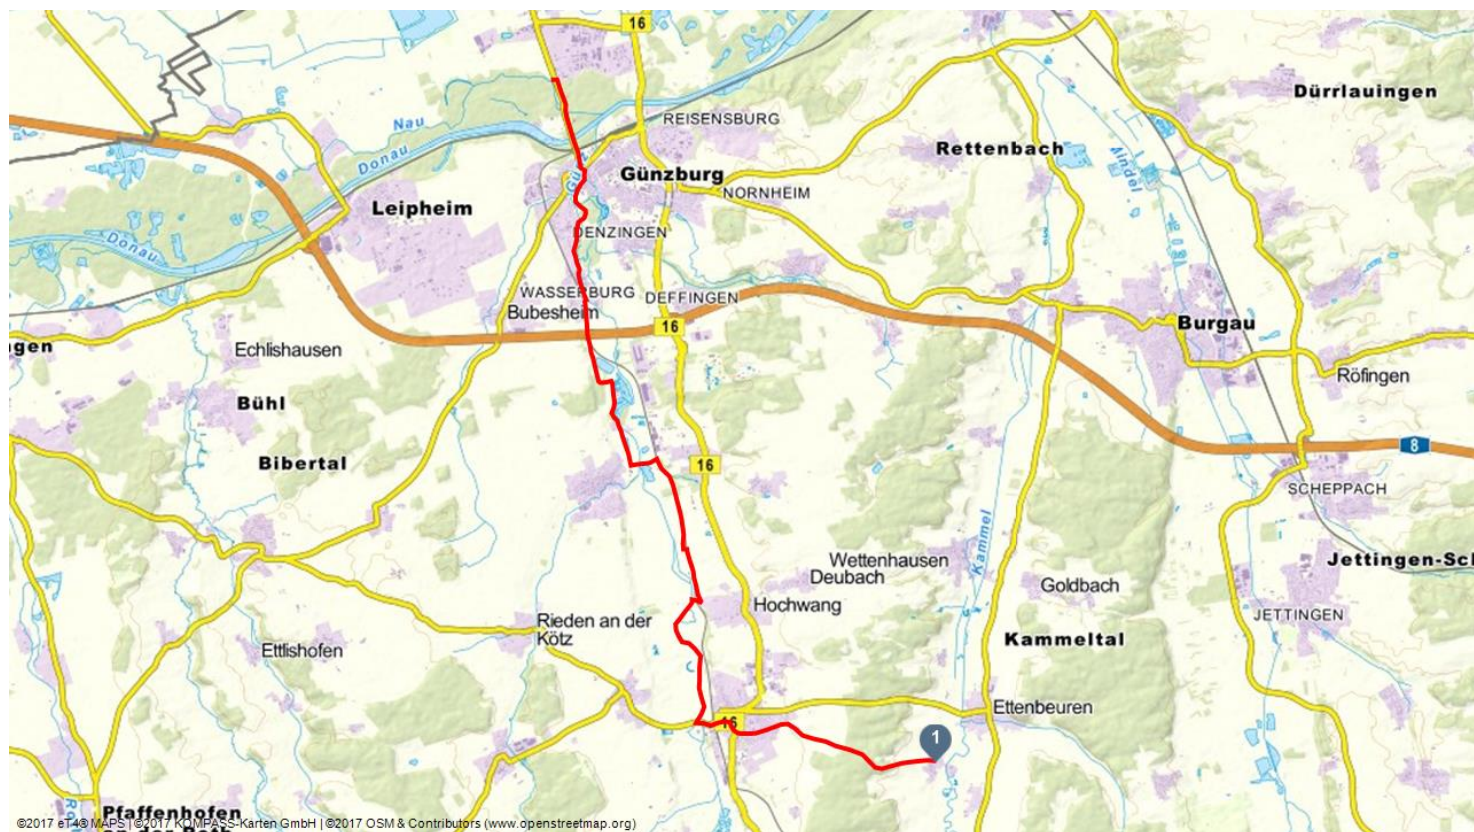 16
Dürrlauingen
REISENSBURG
Nau
Donau
Rettenbach
Mindel
Günzburg
NORNHEIM
Leipheim
DENZINGEN
Donau
WASSERBURG
DEFFINGEN
Bubesheim
16
Burgau
gen
Echlishausen
Röfingen
Bühl
8
Bibertal
16
SCHEPPACH
Kammel
Wettenhausen
Deubach
Goldbach
Jettingen-Sch
Hochwang
JETTINGEN
Rieden an der
Kötz
Kammeltal
Ettlishofen
Ettenbeuren
16
1
Pfaffenhofen
©2017 eT4® MAPS | ©2017 KOMPASS-Karten GmbH | ©2017 OSM & Contributors (www.openstreetmap.org)